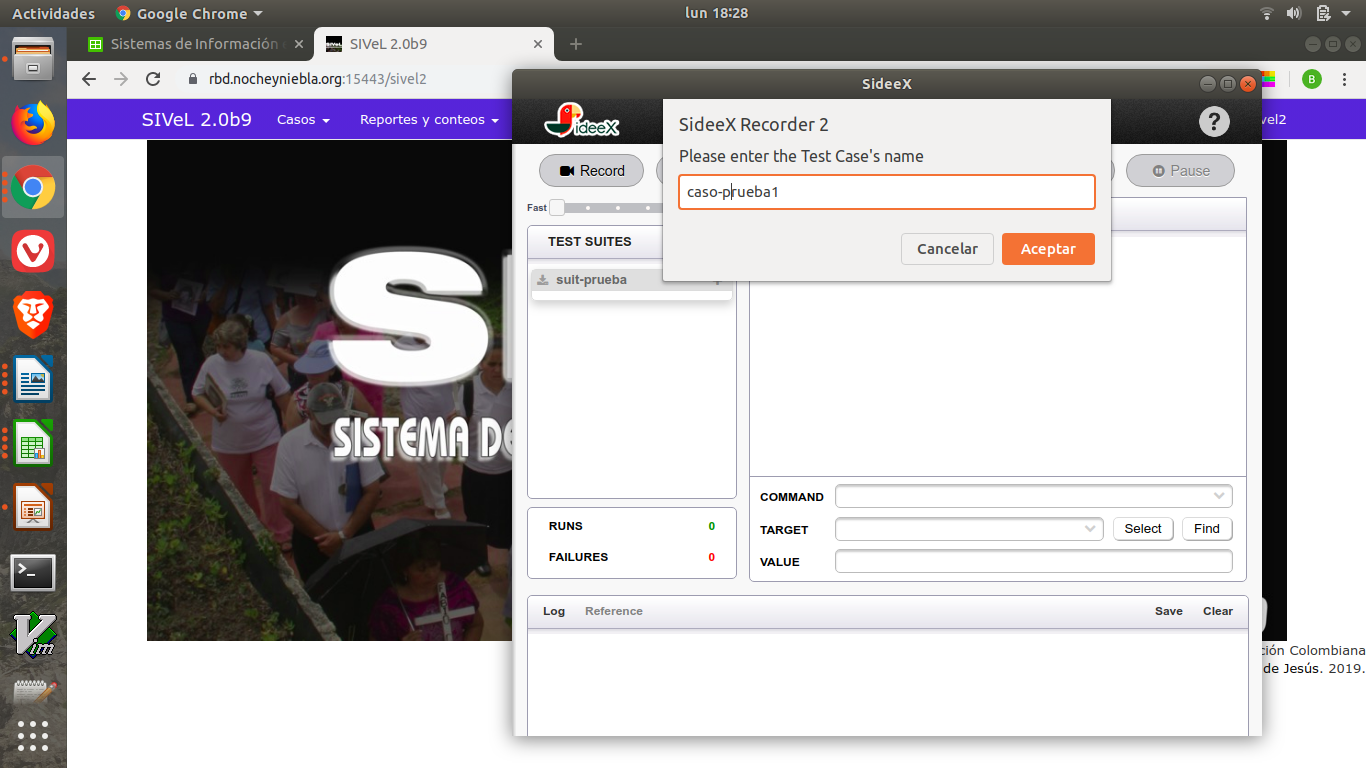 Actividades
Google Chrome
lun 18:28
Sistemas de Información
SIVeL 2.0b9
rbd.nocheyniebla.org:15443/sivel2
B
SideeX
SIVeL 2.0b9
Casos
Reportes y conteos
vel2
SideeX
?
SideeX Recorder 2
Please enter the Test Case's name
caso-prueba1
Cancelar
Aceptar
Record
Pause
Fast
TEST SUITES
suit-prueba
SI
SISTEMA DE
RUNS 0
FAILURES 0
COMMAND
TARGET
Select
Find
VALUE
Log
Reference
Save
Clear
ción Colombiana
de Jesús. 2019.
Vim